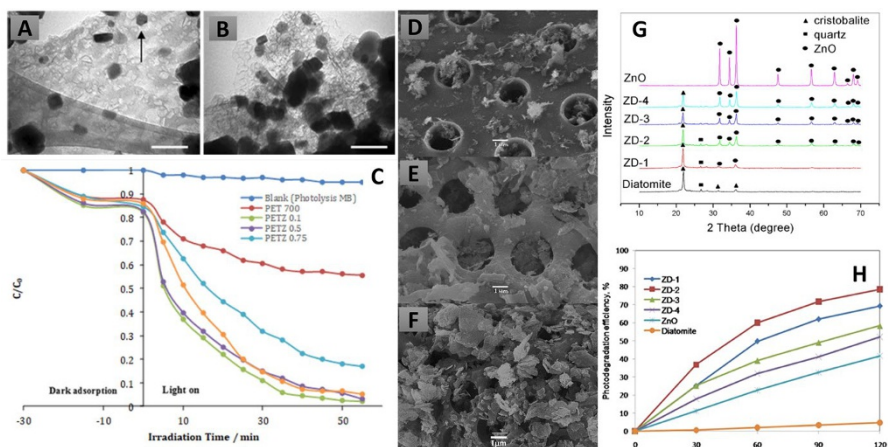 A
B
D
G
▲ cristobalite
■ quartz
● ZnO
ZnO
ZD-4
ZD-3
ZD-2
ZD-1
Diatomite
Intensity
10 20 30 40 50 60 70
2 Theta (degree)
C
1
0.9
0.8
0.7
0.6
0.5
0.4
0.3
0.2
0.1
0
C/C₀
Blank (Photolysis MB)
PET 700
PETZ 0.1
PETZ 0.5
PETZ 0.75
Dark adsorption
Light on
-30 -10 10 30 50
Irradiation Time / min
E
1µm
F
1µm
H
Photodegradation efficiency, %
100
90
80
70
60
50
40
30
20
10
0
ZD-1
ZD-2
ZD-3
ZD-4
ZnO
Diatomite
0 30 60 90 120